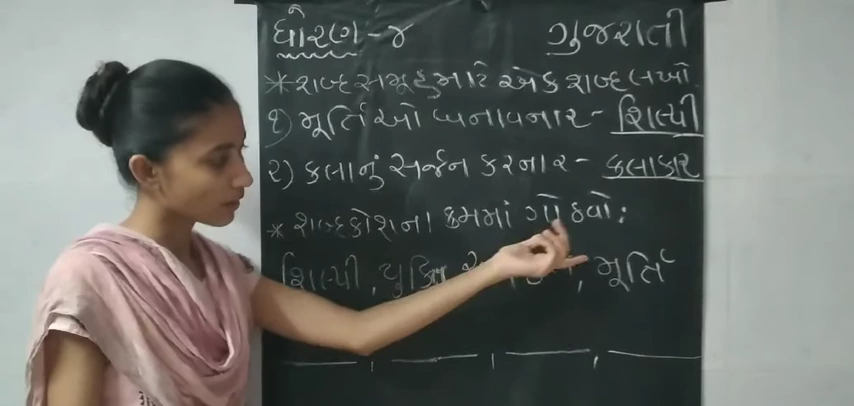 ધોરણ-૪ ગુજરાતી
*શબ્દ સમૂહ માટે એક શબ્દ લખો
૧) મૂર્તિઓ બનાવનાર- શિલ્પી
૨) કલાનું સર્જન કરનાર- કલાકાર
* શબ્દકોશના ક્રમમાં ગોઠવો:
શિલ્પી, યુક્તિ, મૂર્તિ